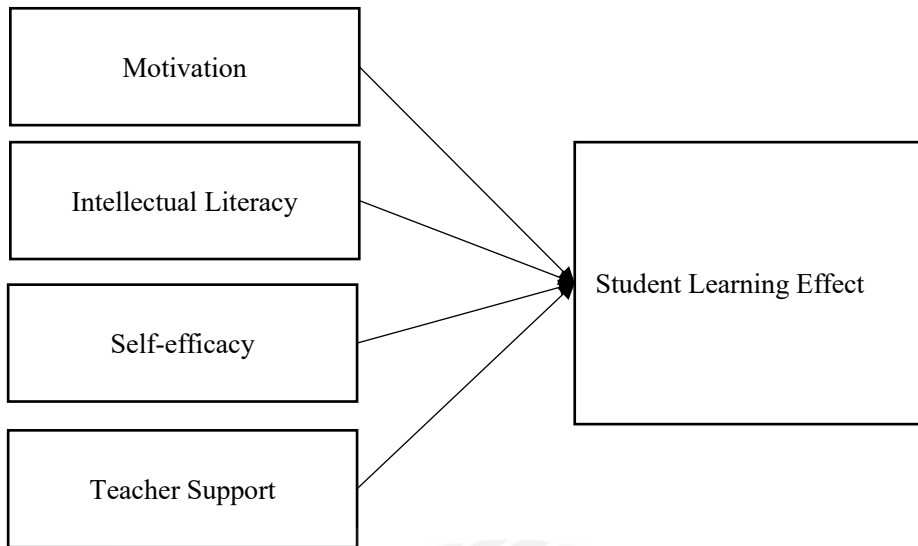 Motivation
Intellectual Literacy
Student Learning Effect
Self-efficacy
Teacher Support